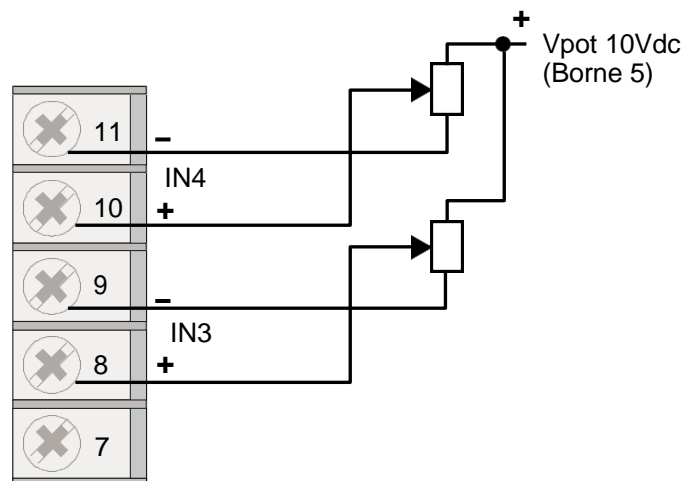 +
Vpot 10Vdc
(Borne 5)
11 –
IN4
10 +
9 –
IN3
8 +
7